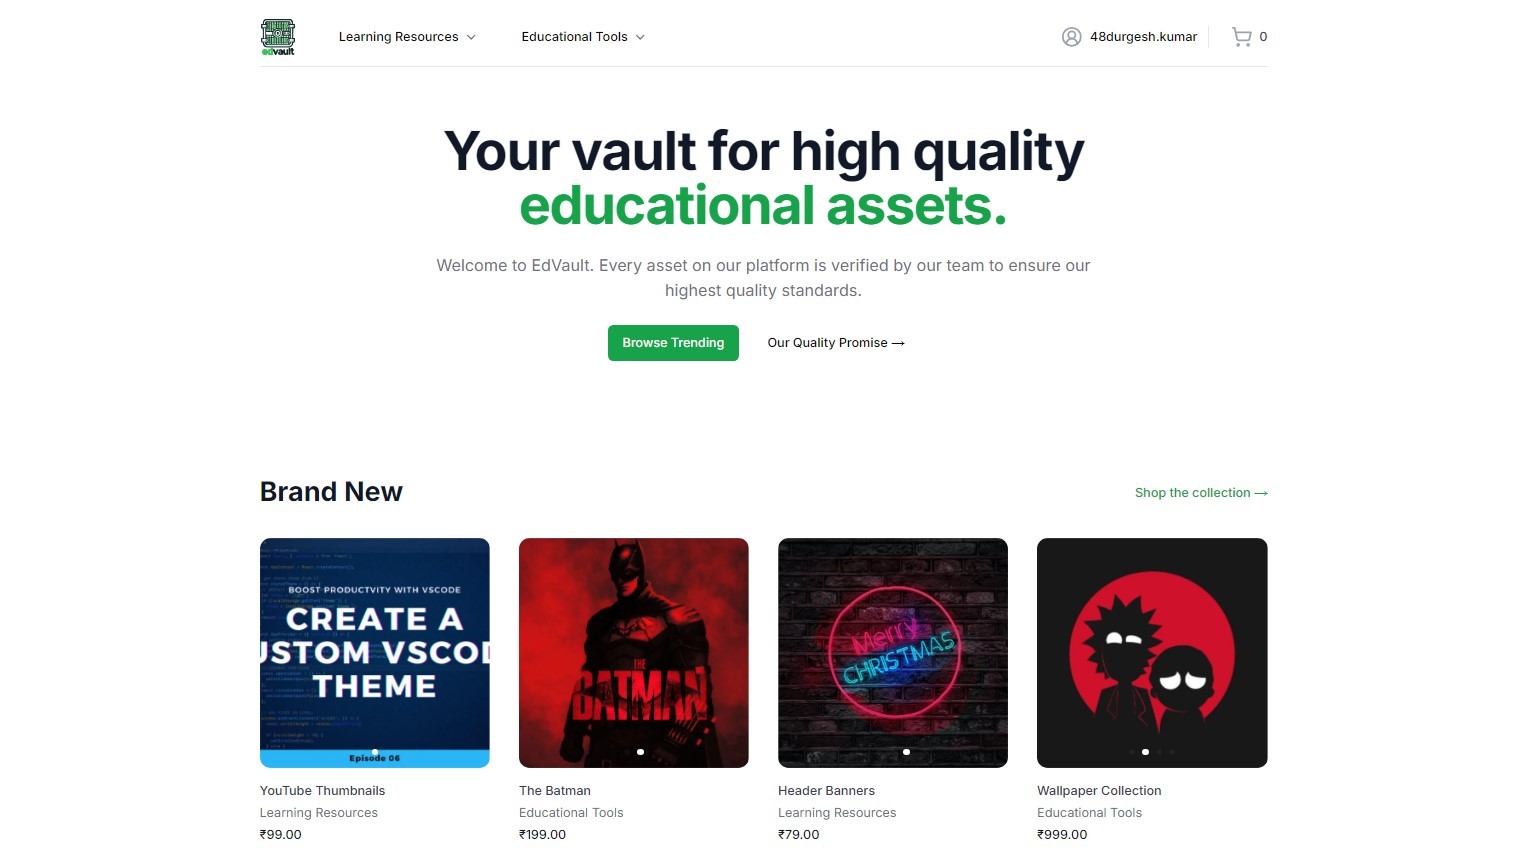 edvault
Learning Resources
Educational Tools
48durgesh.kumar
0
Your vault for high quality
educational assets.
Welcome to EdVault. Every asset on our platform is verified by our team to ensure our
highest quality standards.
Browse Trending
Our Quality Promise →
Brand New
Shop the collection →
BOOST PRODUCTVITY WITH VSCODE
CREATE A
USTOM VSCOD
THEME
Episode 06
YouTube Thumbnails
Learning Resources
₹99.00
THE
BATMAN
The Batman
Educational Tools
₹199.00
Merry
CHRISTMAS
Header Banners
Learning Resources
₹79.00
Wallpaper Collection
Educational Tools
₹999.00